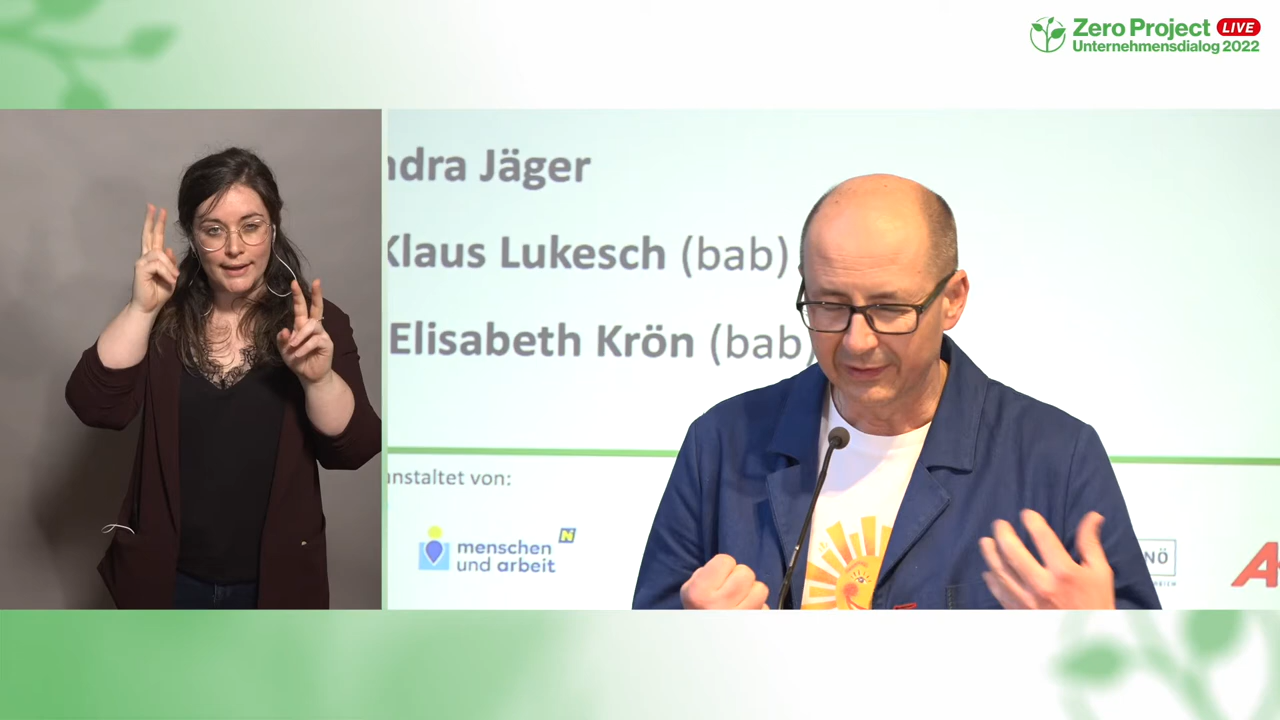 Zero Project LIVE
Unternehmensdialog 2022
ndra Jäger
Klaus Lukesch (bab)
Elisabeth Krön (bab)
nstaltet von:
menschen
und arbeit
N
NÖ
A